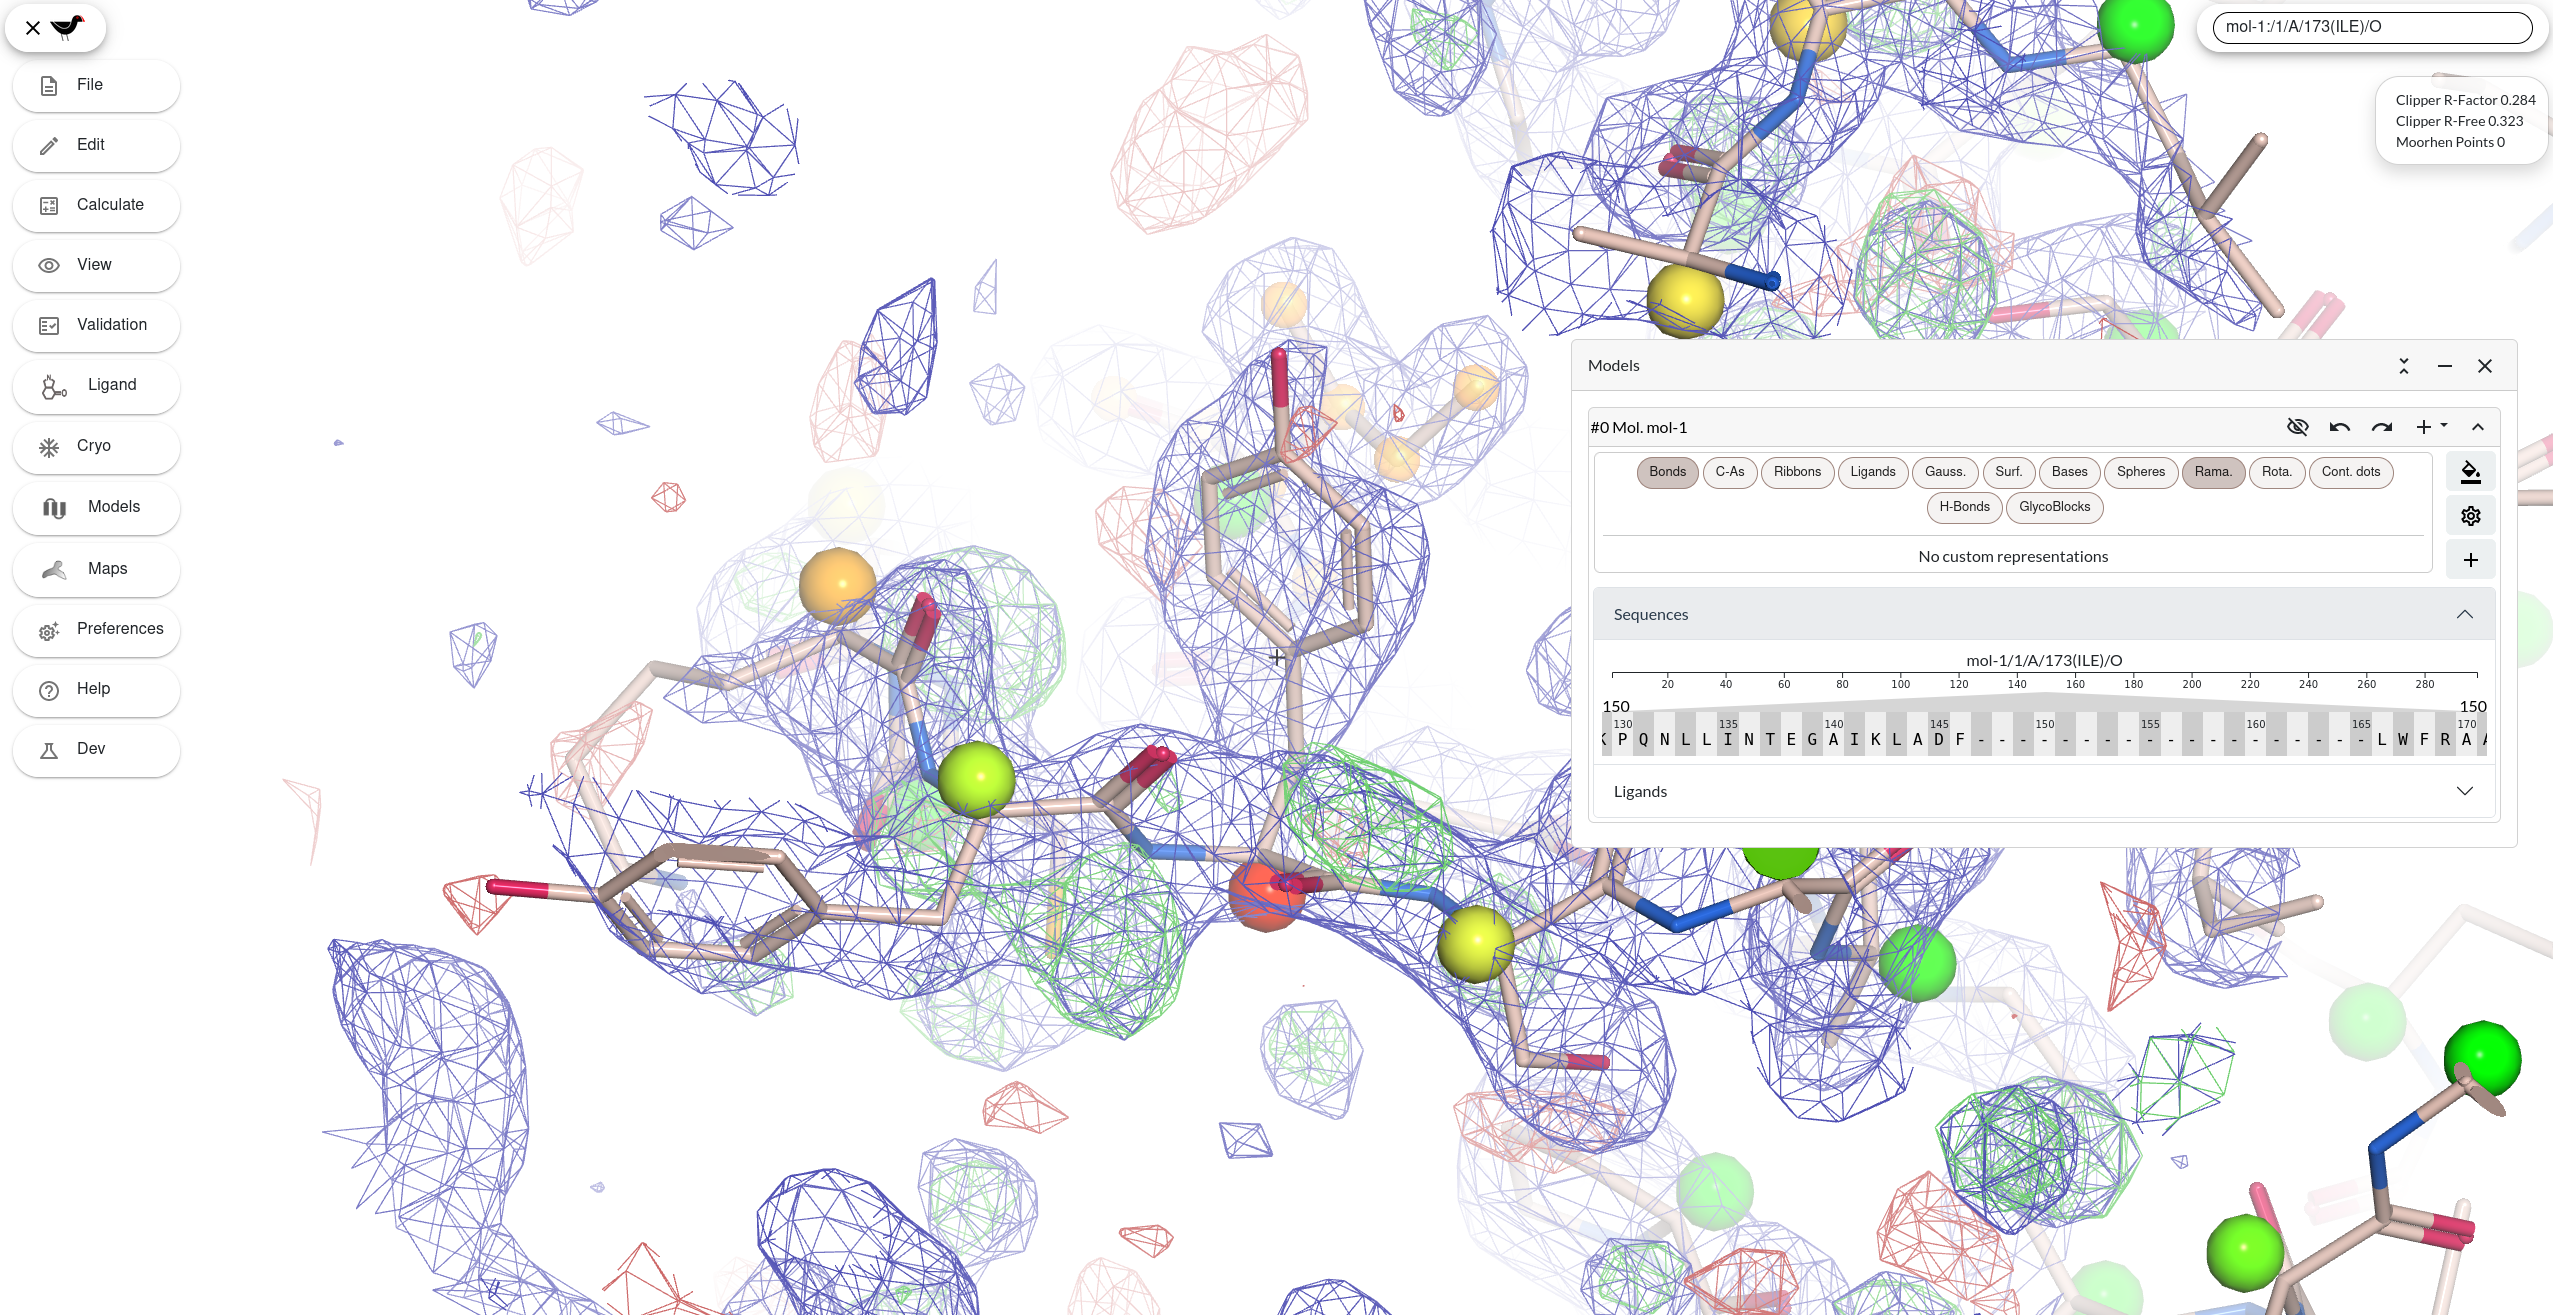 File
Edit
Calculate
View
Validation
Ligand
Cryo
Models
Maps
Preferences
Help
Dev
mol-1:/1/A/173(ILE)/O
Clipper R-Factor 0.284
Clipper R-Free 0.323
Moorhen Points 0
Models
#0 Mol. mol-1
Bonds C-As Ribbons Ligands Gauss. Surf. Bases Spheres Rama. Rota. Cont. dots
H-Bonds GlycoBlocks
No custom representations
Sequences
mol-1/1/A/173(ILE)/O
20 40 60 80 100 120 140 160 180 200 220 240 260 280
150 150
130 135 140 145 150 155 160 165 170
K P Q N L L I N T E G A I K L A D F - - - - - - - - - - - - - - - - - - - L W F R A A
Ligands